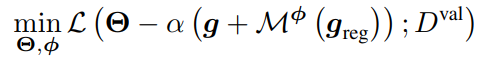 min_{Θ,ϕ} ℒ (Θ − α (g + ℳ^ϕ (g_reg)) ; D^val)